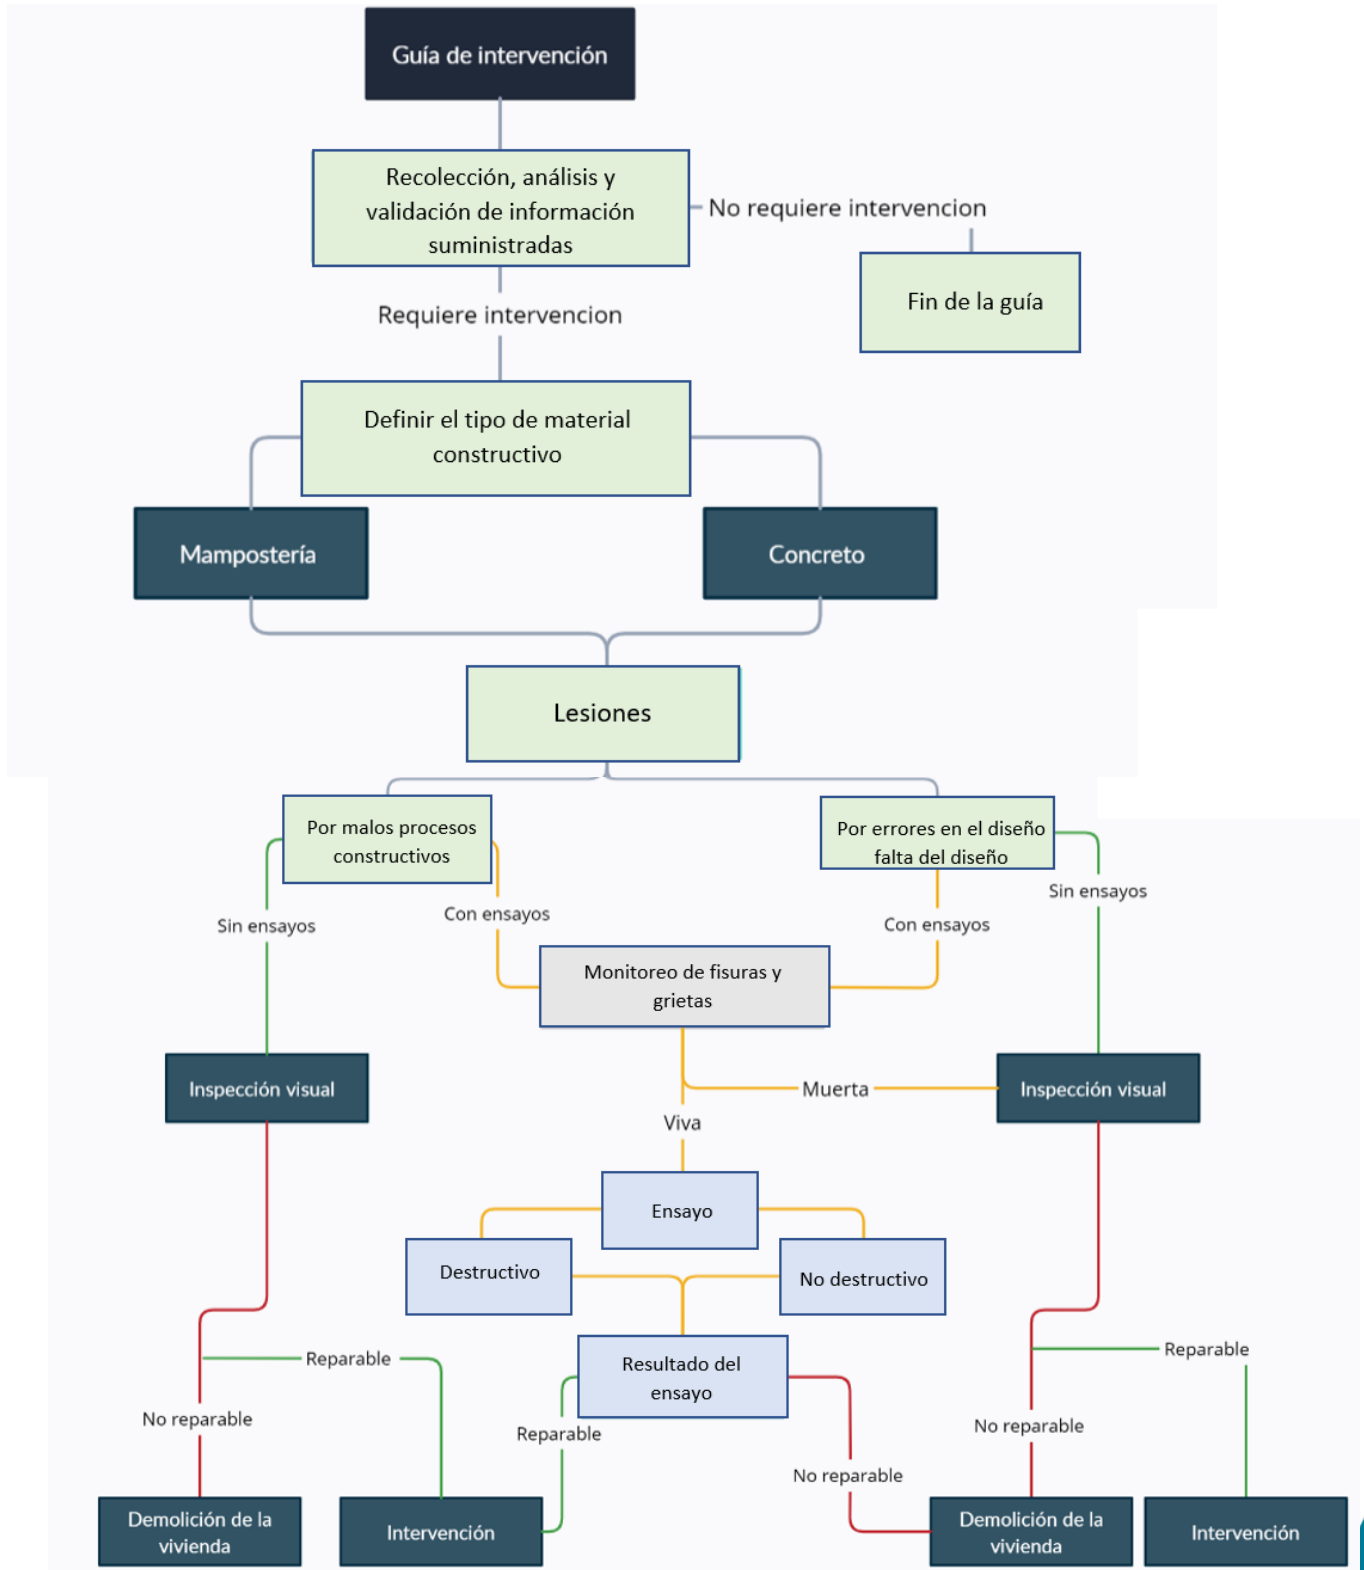 Guía de intervención
Recolección, análisis y
validación de información
suministradas
No requiere intervencion
Fin de la guía
Requiere intervencion
Definir el tipo de material
constructivo
Mampostería
Concreto
Lesiones
Por malos procesos
constructivos
Por errores en el diseño
falta del diseño
Sin ensayos
Con ensayos
Con ensayos
Sin ensayos
Monitoreo de fisuras y
grietas
Inspección visual
Muerta
Inspección visual
Viva
Ensayo
Destructivo
No destructivo
Resultado del
ensayo
Reparable
No reparable
Reparable
No reparable
Reparable
No reparable
Demolición de la
vivienda
Intervención
Demolición de la
vivienda
Intervención